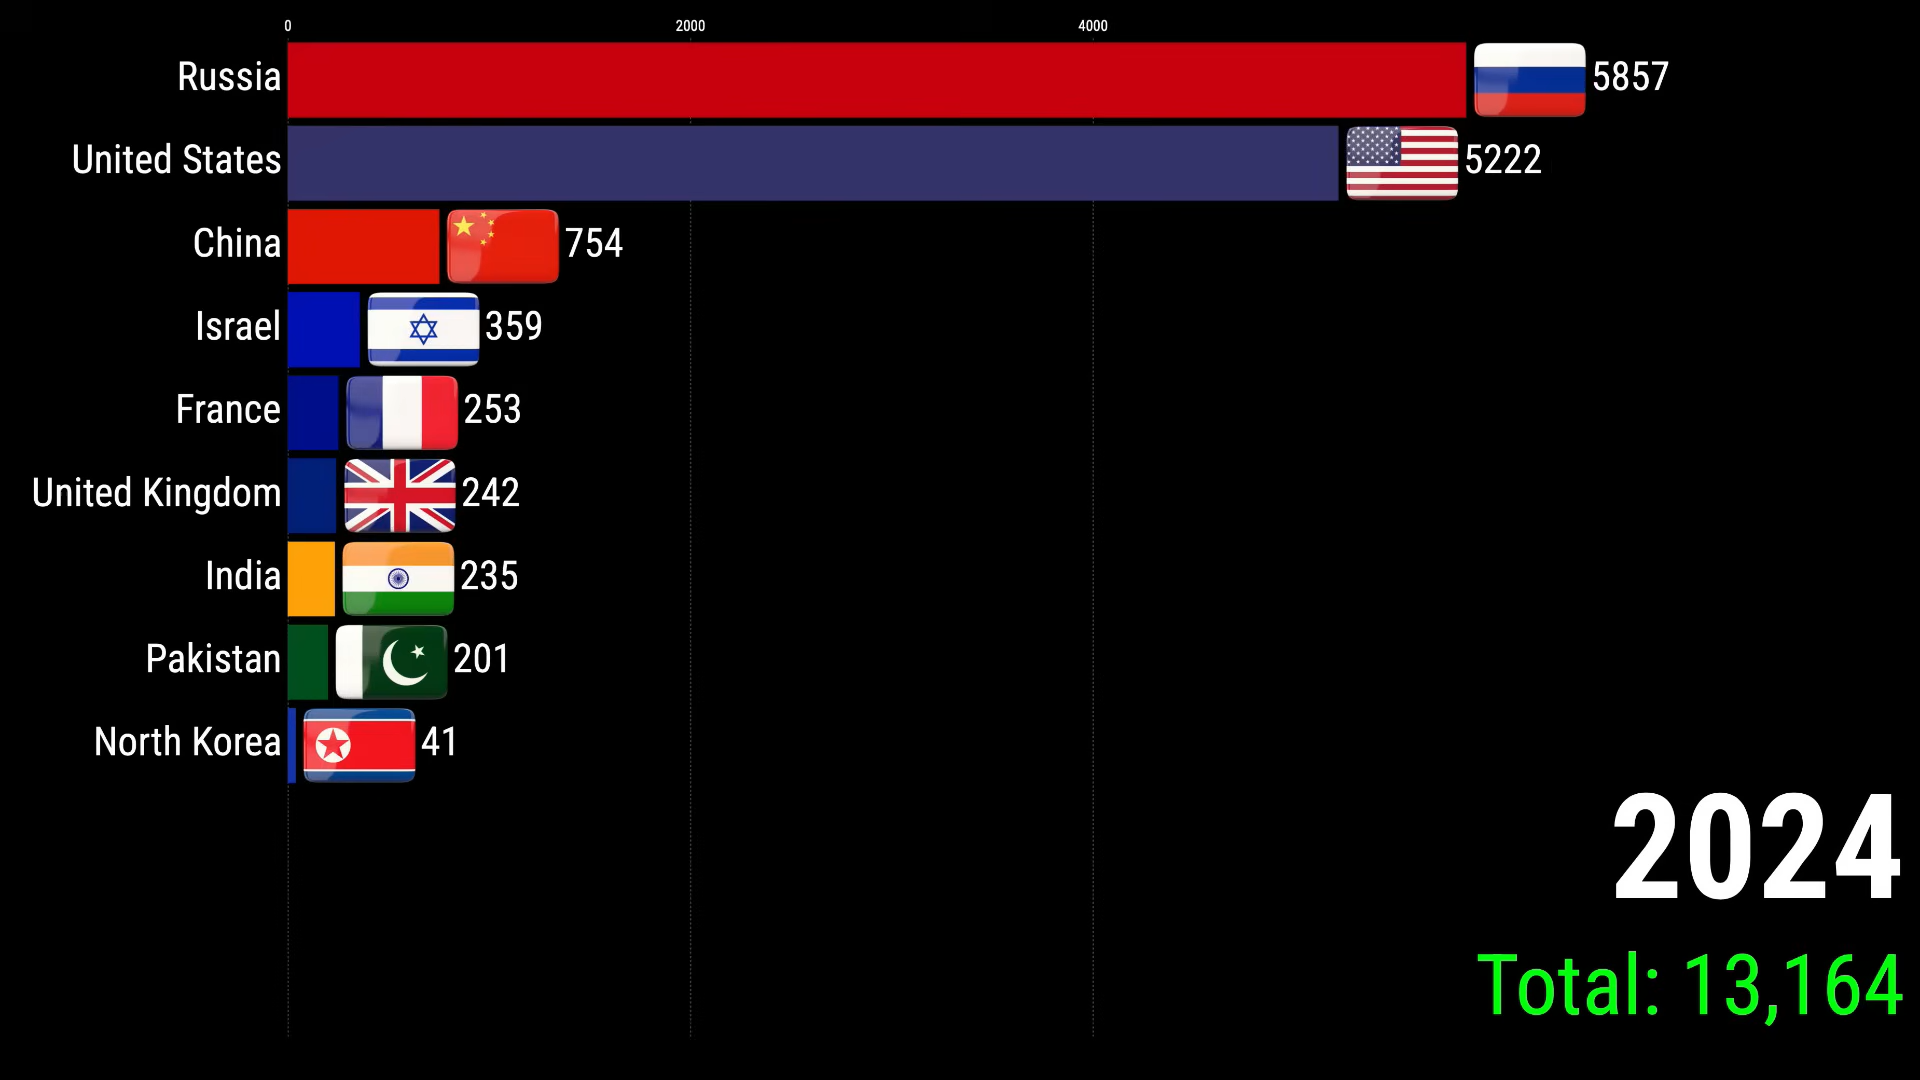 0 2000 4000
Russia 5857
United States 5222
China 754
Israel 359
France 253
United Kingdom 242
India 235
Pakistan 201
North Korea 41
2024
Total: 13,164